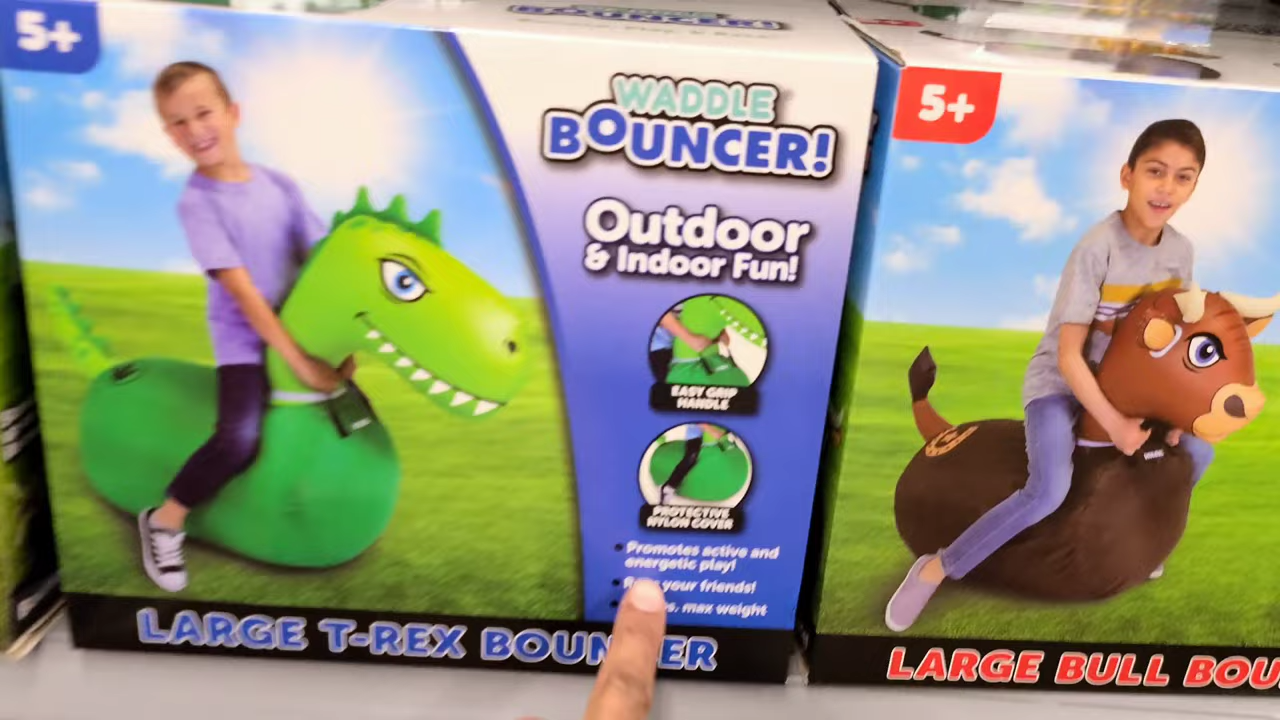 5+
BOUNCER!
WADDLE
BOUNCER!
Outdoor
& Indoor Fun!
EASY GRIP
HANDLE
PROTECTIVE
NYLON COVER
• Promotes active and
energetic play!
• your friends!
max weight
LARGE T-REX BOUN ER
5+
LARGE BULL BOU